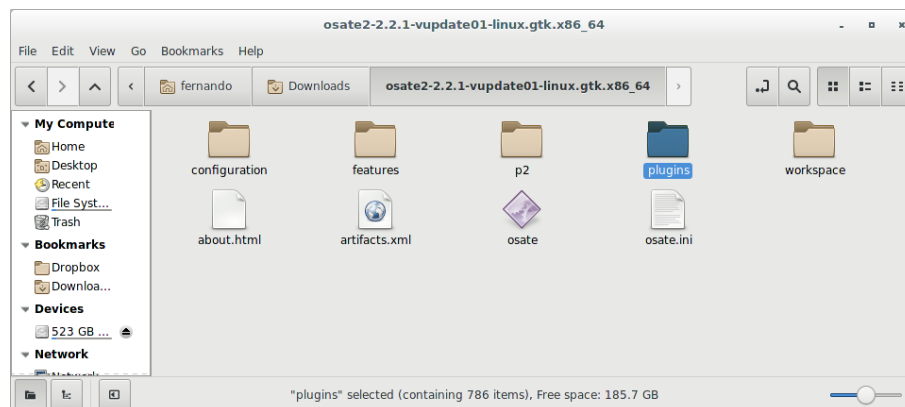 osate2-2.2.1-vupdate01-linux.gtk.x86_64
File Edit View Go Bookmarks Help
fernando Downloads osate2-2.2.1-vupdate01-linux.gtk.x86_64
My Compute
Home
Desktop
Recent
File Syst...
Trash
Bookmarks
Dropbox
Downloa...
Devices
523 GB ...
Network
configuration features p2 plugins workspace
about.html artifacts.xml osate osate.ini
"plugins" selected (containing 786 items), Free space: 185.7 GB